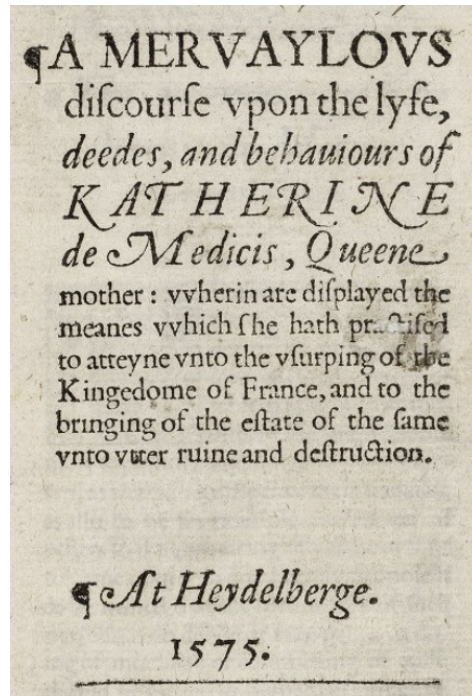 ¶A MERVAYLOVS
diſcourſe vpon the lyfe,
deedes, and behauiours of
KATHERINE
de Medicis, Queene
mother: vvherin are diſplayed the
meanes vvhich ſhe hath practiſed
to atteyne vnto the vſurping of the
Kingedome of France, and to the
bringing of the eſtate of the ſame
vnto vtter ruine and deſtruction.
¶At Heydelberge.
1575.